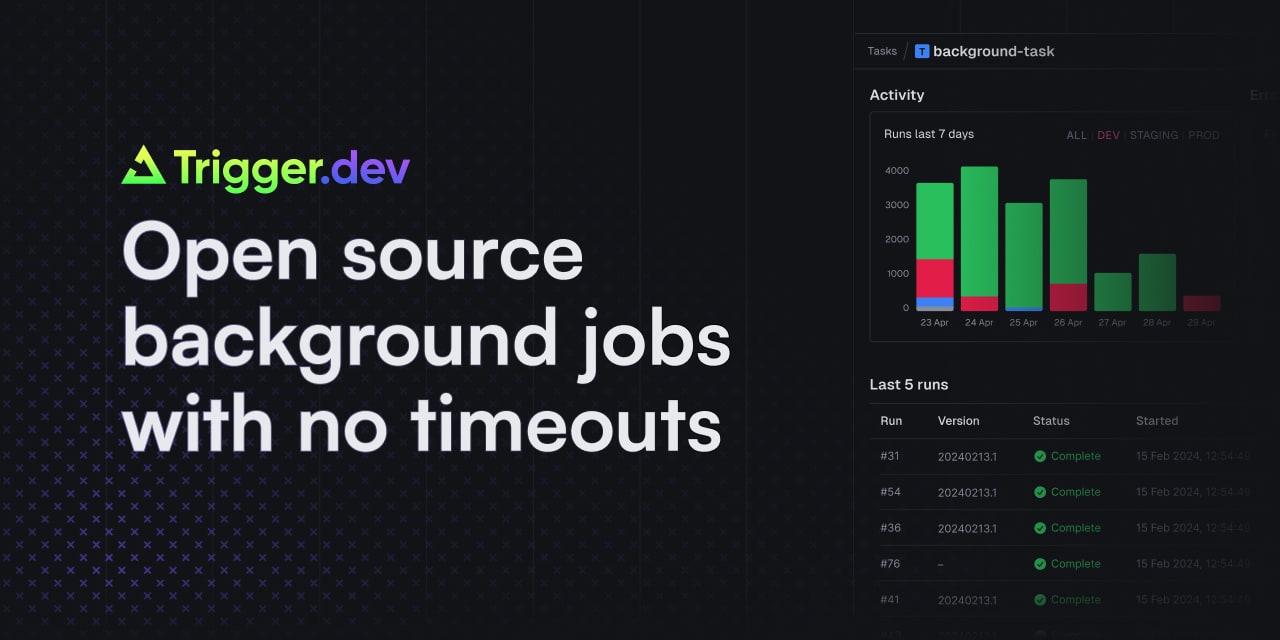 Trigger.dev
Open source
background jobs
with no timeouts
Tasks / T background-task
Activity
Runs last 7 days
ALL DEV STAGING PROD
4000
3000
2000
1000
0
23 Apr 24 Apr 25 Apr 26 Apr 27 Apr 28 Apr 29 Apr
Last 5 runs
Run Version Status Started
#31 20240213.1 Complete 15 Feb 2024, 12:54:49
#54 20240213.1 Complete 15 Feb 2024, 12:54:49
#36 20240213.1 Complete 15 Feb 2024, 12:54:49
#76 – Complete 15 Feb 2024, 12:54:49
#41 20240213.1 Complete 15 Feb 2024, 12:54:49